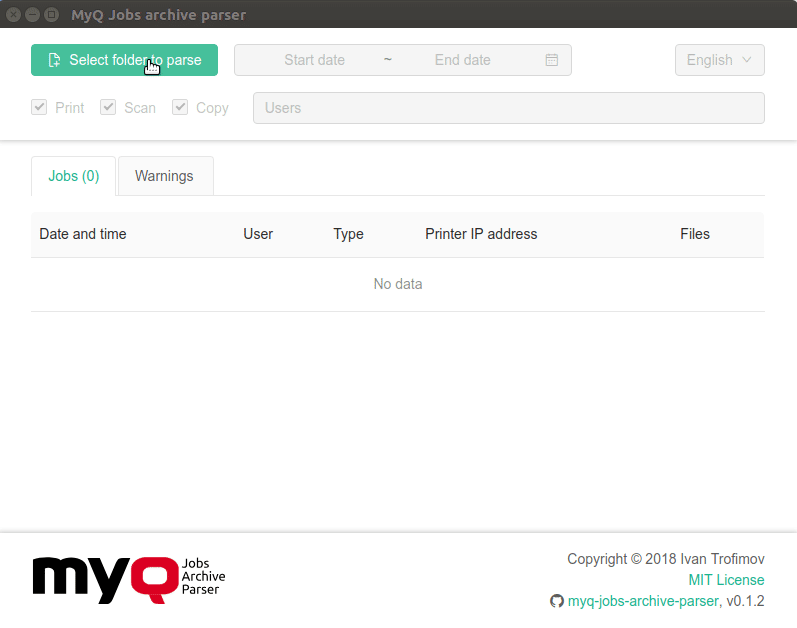 MyQ Jobs archive parser
Select folder to parse
Start date ~ End date
English
Print Scan Copy
Users
Jobs (0) Warnings
Date and time User Type Printer IP address Files
No data
myQ Jobs Archive Parser
Copyright © 2018 Ivan Trofimov
MIT License
myq-jobs-archive-parser, v0.1.2